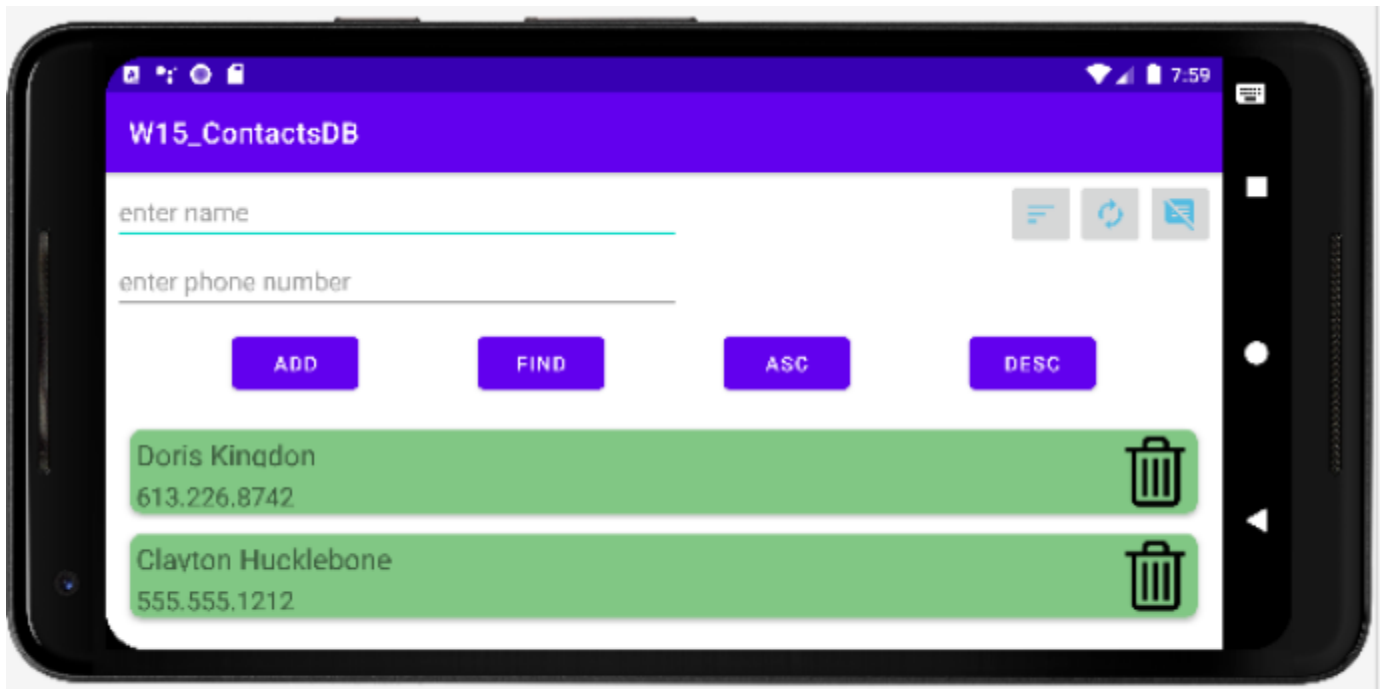 7:59
W15_ContactsDB
enter name
enter phone number
ADD FIND ASC DESC
Doris Kingdon
613.226.8742
Clayton Hucklebone
555.555.1212